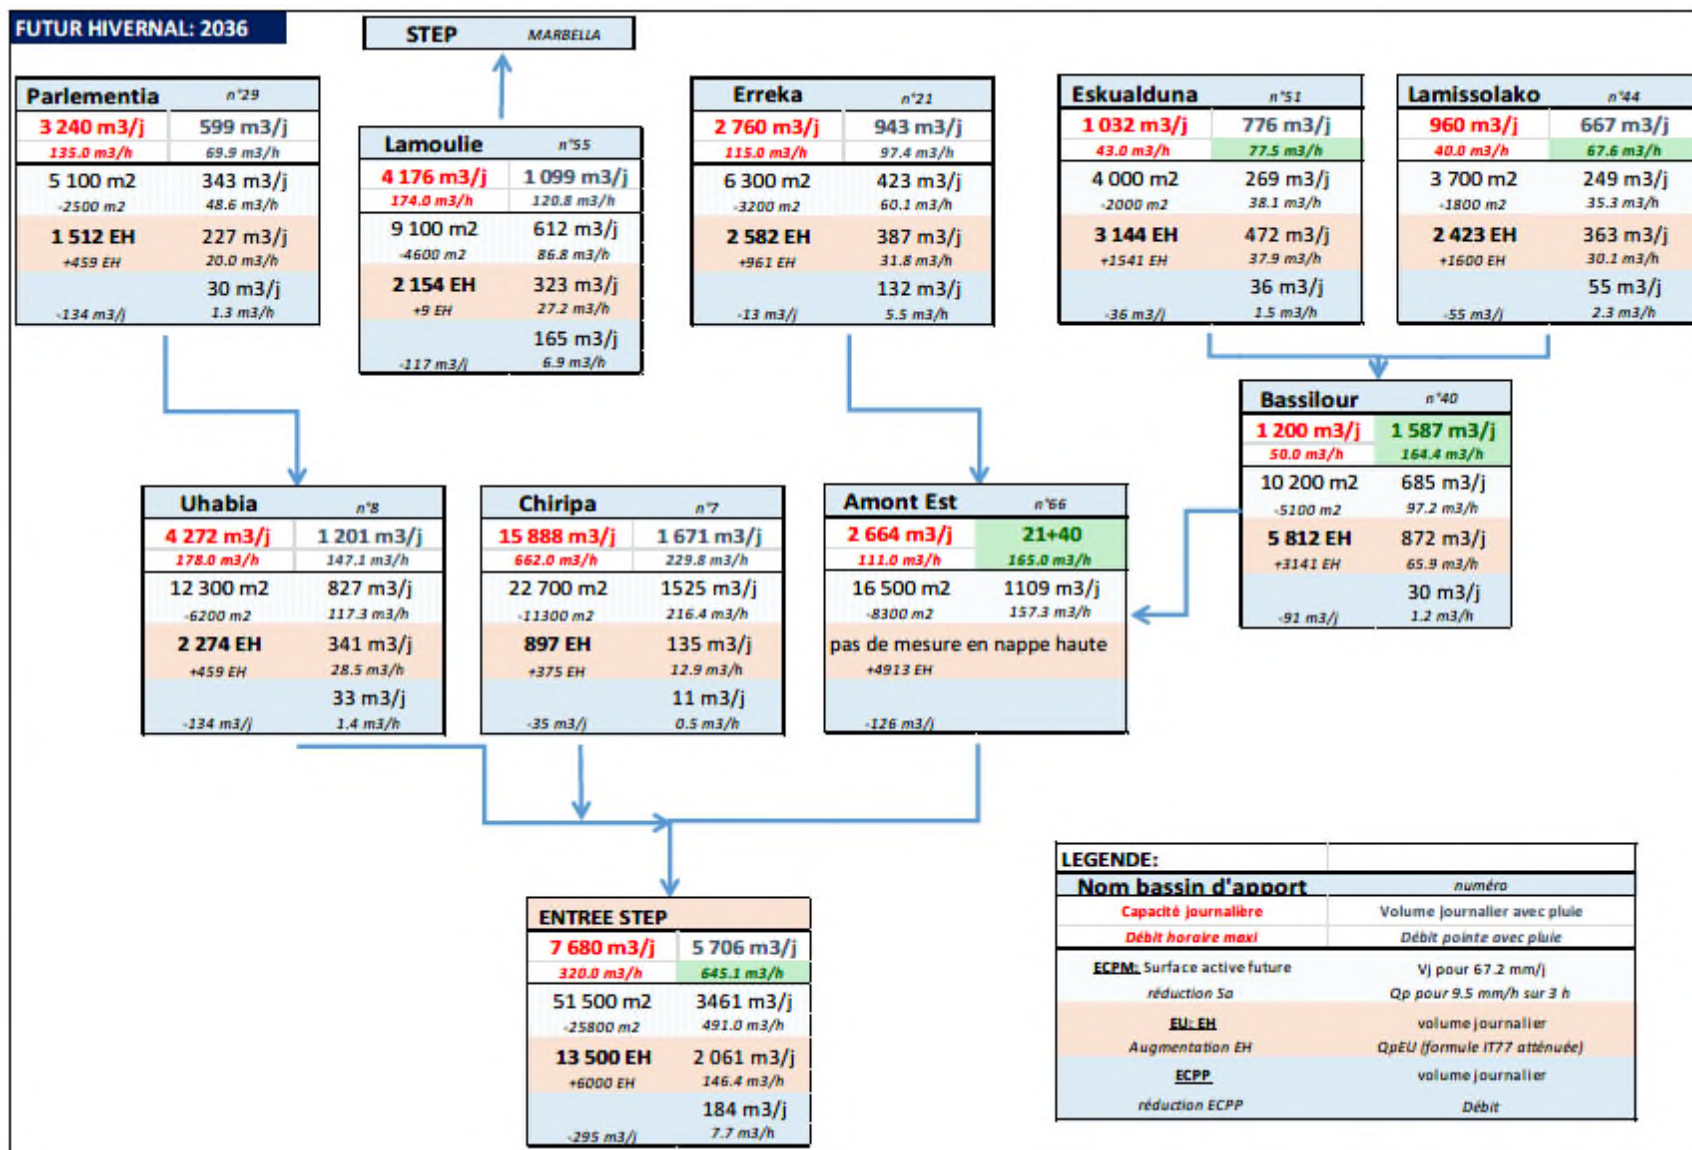 FUTUR HIVERNAL: 2036
STEP MARBELLA
Parlementia n°29
3 240 m3/j 599 m3/j
135.0 m3/h 69.9 m3/h
5 100 m2 343 m3/j
-2500 m2 48.6 m3/h
1 512 EH 227 m3/j
+459 EH 20.0 m3/h
30 m3/j
-134 m3/j 1.3 m3/h
Lamoulie n°55
4 176 m3/j 1 099 m3/j
174.0 m3/h 120.8 m3/h
9 100 m2 612 m3/j
-4600 m2 86.8 m3/h
2 154 EH 323 m3/j
+9 EH 27.2 m3/h
165 m3/j
-117 m3/j 6.9 m3/h
Erreka n°21
2 760 m3/j 943 m3/j
115.0 m3/h 97.4 m3/h
6 300 m2 423 m3/j
-3200 m2 60.1 m3/h
2 582 EH 387 m3/j
+961 EH 31.8 m3/h
132 m3/j
-13 m3/j 5.5 m3/h
Eskualduna n°51
1 032 m3/j 776 m3/j
43.0 m3/h 77.5 m3/h
4 000 m2 269 m3/j
-2000 m2 38.1 m3/h
3 144 EH 472 m3/j
+1541 EH 37.9 m3/h
36 m3/j
-36 m3/j 1.5 m3/h
Lamissolako n°44
960 m3/j 667 m3/j
40.0 m3/h 67.6 m3/h
3 700 m2 249 m3/j
-1800 m2 35.3 m3/h
2 423 EH 363 m3/j
+1600 EH 30.1 m3/h
55 m3/j
-55 m3/j 2.3 m3/h
Bassilour n°40
1 200 m3/j 1 587 m3/j
50.0 m3/h 164.4 m3/h
10 200 m2 685 m3/j
-5100 m2 97.2 m3/h
5 812 EH 872 m3/j
+3141 EH 65.9 m3/h
30 m3/j
-91 m3/j 1.2 m3/h
Uhabia n°8
4 272 m3/j 1 201 m3/j
178.0 m3/h 147.1 m3/h
12 300 m2 827 m3/j
-6200 m2 117.3 m3/h
2 274 EH 341 m3/j
+459 EH 28.5 m3/h
33 m3/j
-134 m3/j 1.4 m3/h
Chiripa n°7
15 888 m3/j 1 671 m3/j
662.0 m3/h 229.8 m3/h
22 700 m2 1525 m3/j
-11300 m2 216.4 m3/h
897 EH 135 m3/j
+375 EH 12.9 m3/h
11 m3/j
-35 m3/j 0.5 m3/h
Amont Est n°66
2 664 m3/j 21+40
111.0 m3/h 165.0 m3/h
16 500 m2 1109 m3/j
-8300 m2 157.3 m3/h
pas de mesure en nappe haute
+4913 EH
-126 m3/j
ENTREE STEP
7 680 m3/j 5 706 m3/j
320.0 m3/h 645.1 m3/h
51 500 m2 3461 m3/j
-25800 m2 491.0 m3/h
13 500 EH 2 061 m3/j
+6000 EH 146.4 m3/h
184 m3/j
-295 m3/j 7.7 m3/h
LEGENDE:
Nom bassin d'apport numéro
Capacité journalière Volume journalier avec pluie
Débit horaire maxi Débit pointe avec pluie
ECPM: Surface active future Vj pour 67.2 mm/j
réduction Sa Qp pour 9.5 mm/h sur 3 h
EU: EH volume journalier
Augmentation EH QpEU (formule IT77 atténuée)
ECPP volume journalier
réduction ECPP Débit